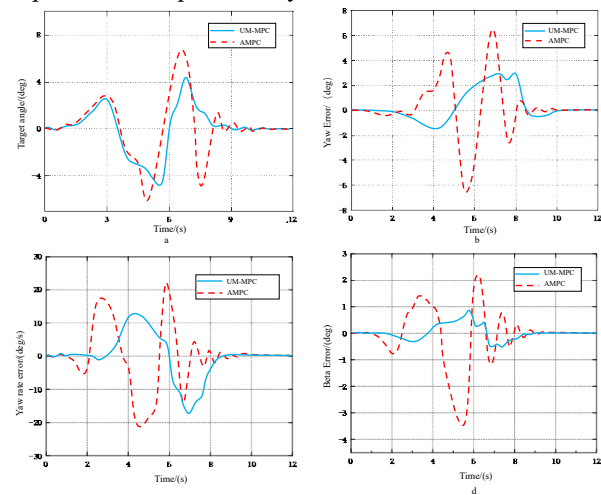 8
4
0
-4
Target angle/(deg)
UM-MPC
AMPC
0 3 6 9 12
Time/(s)
a
8
6
4
2
0
-2
-4
-6
-8
Yaw Error/（deg)
UM-MPC
AMPC
0 2 4 6 8 10 12
Time/(s)
b
30
20
10
0
-10
-20
-30
Yaw rate error/(deg/s)
UM-MPC
AMPC
0 2 4 6 8 10 12
Time/(s)
3
2
1
0
-1
-2
-3
-4
Beta Error/(deg)
UM-MPC
AMPC
0 2 4 6 8 10 12
Time/(s)
d